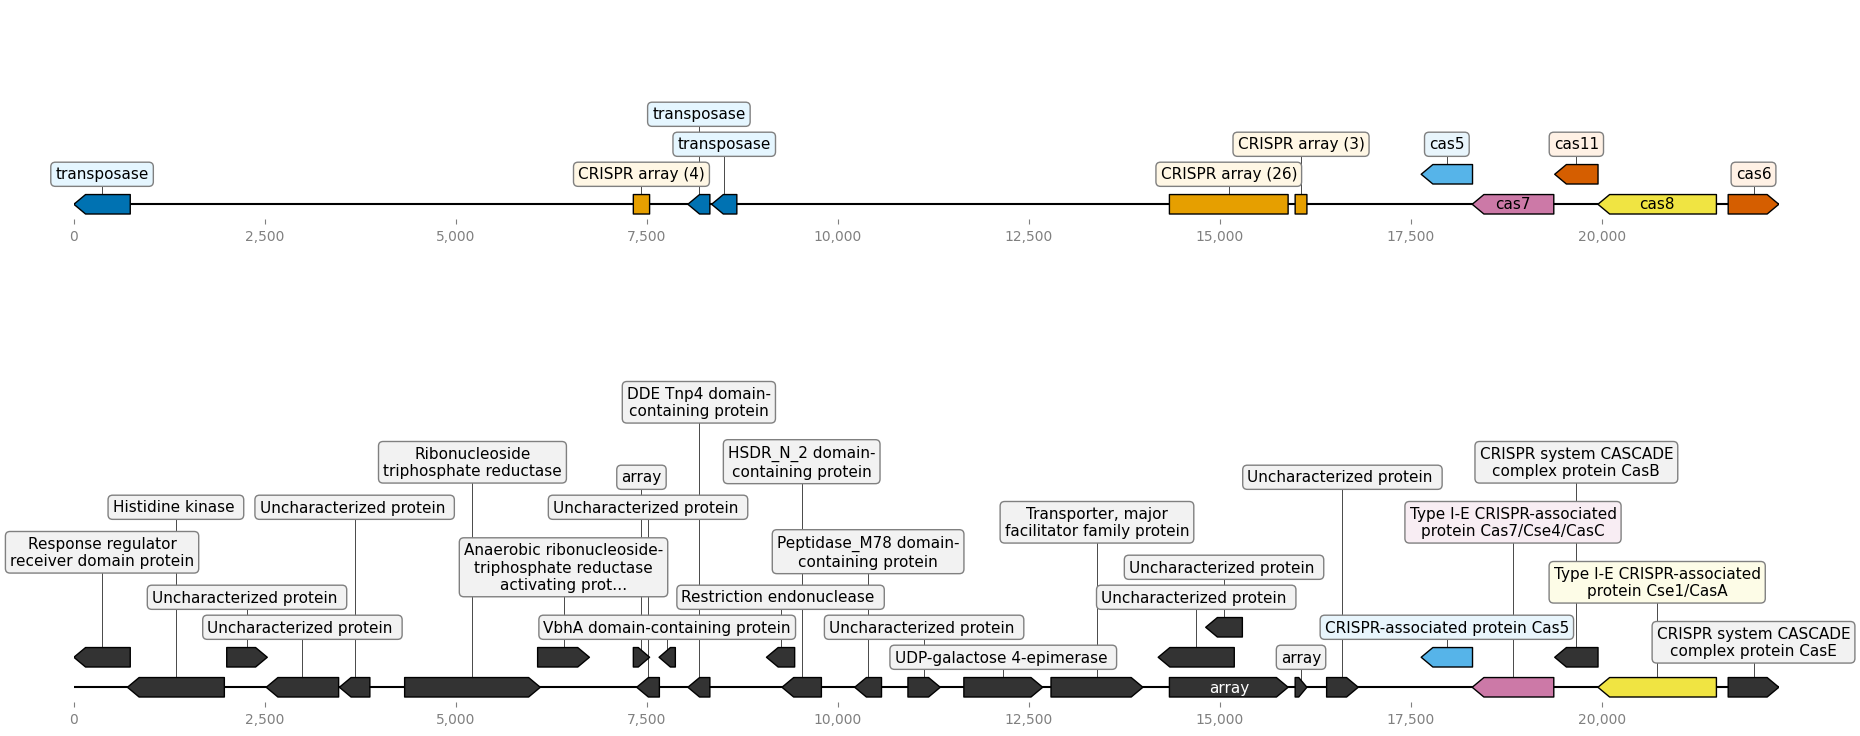 transposase
transposase
CRISPR array (3)
cas5
cas11
transposase
CRISPR array (4)
CRISPR array (26)
cas6
cas7
cas8
0
2,500
5,000
7,500
10,000
12,500
15,000
17,500
20,000
DDE Tnp4 domain-
containing protein
Ribonucleoside
triphosphate reductase
HSDR_N_2 domain-
containing protein
CRISPR system CASCADE
complex protein CasB
array
Uncharacterized protein
Histidine kinase
Uncharacterized protein
Uncharacterized protein
Transporter, major
facilitator family protein
Type I-E CRISPR-associated
protein Cas7/Cse4/CasC
Response regulator
receiver domain protein
Anaerobic ribonucleoside-
triphosphate reductase
activating prot...
Peptidase_M78 domain-
containing protein
Uncharacterized protein
Type I-E CRISPR-associated
protein Cse1/CasA
Uncharacterized protein
Restriction endonuclease
Uncharacterized protein
Uncharacterized protein
VbhA domain-containing protein
Uncharacterized protein
CRISPR-associated protein Cas5
CRISPR system CASCADE
complex protein CasE
UDP-galactose 4-epimerase
array
array
0
2,500
5,000
7,500
10,000
12,500
15,000
17,500
20,000